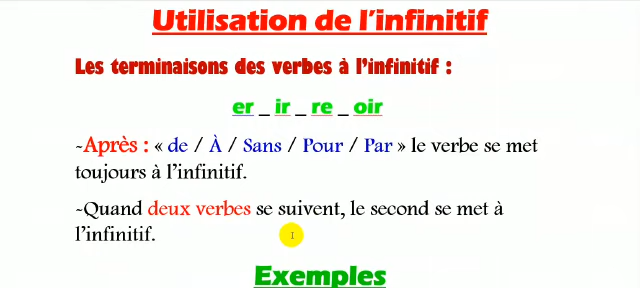 Utilisation de l'infinitif
Les terminaisons des verbes à l'infinitif :
er _ ir _ re _ oir
-Après : « de / À / Sans / Pour / Par » le verbe se met
toujours à l'infinitif.
-Quand deux verbes se suivent, le second se met à
l'infinitif.
Exemples